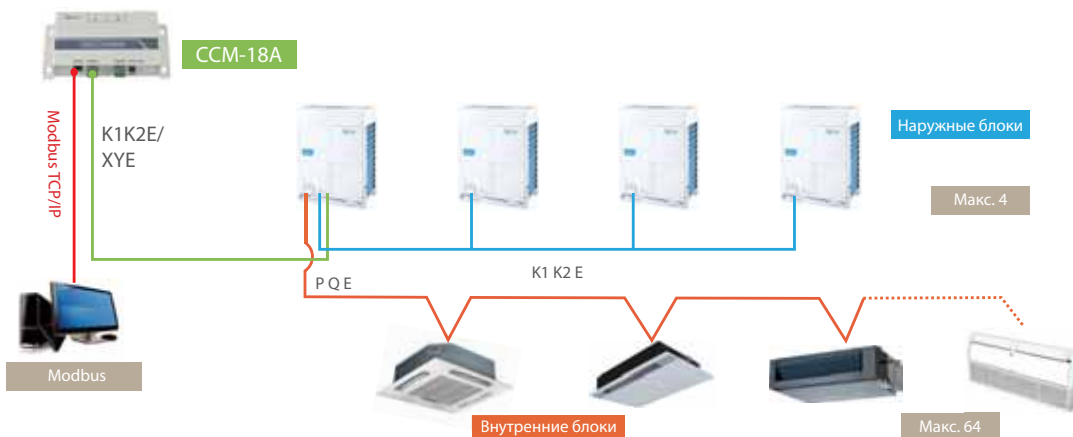 CCM-18A
Modbus TCP/IP
K1K2E/
XYE
Наружные блоки
Макс. 4
K1 K2 E
P Q E
Modbus
Внутренние блоки
Макс. 64